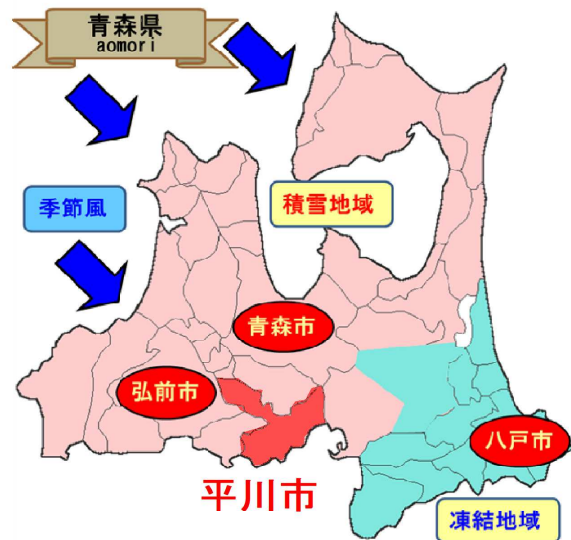 青森県
aomori
季節風
積雪地域
青森市
弘前市
八戸市
平川市
凍結地域